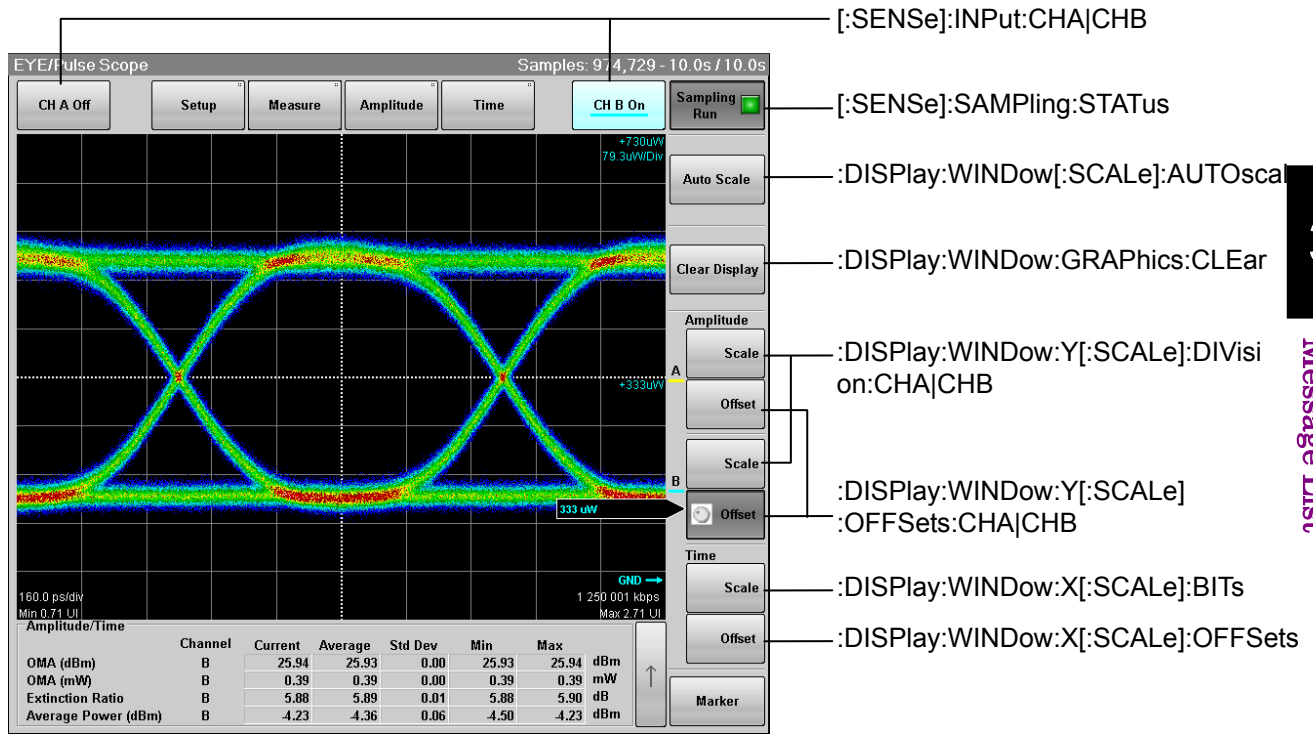 [:SENSe]:INPut:CHA|CHB
EYE/Pulse Scope Samples: 974,729 - 10.0s / 10.0s
CH A Off Setup Measure Amplitude Time CH B On Sampling Run
[:SENSe]:SAMPling:STATus
+730uW
79.3uW/Div
Auto Scale
:DISPlay:WINDow[:SCALe]:AUTOscal
Clear Display
:DISPlay:WINDow:GRAPhics:CLEar
Amplitude
Scale
:DISPlay:WINDow:Y[:SCALe]:DIVisi
on:CHA|CHB
A
+333uW
Offset
Scale
B
333 uW
Offset
:DISPlay:WINDow:Y[:SCALe]
:OFFSets:CHA|CHB
Message List
Time
GND →
Scale
:DISPlay:WINDow:X[:SCALe]:BITs
160.0 ps/div 1 250 001 kbps
Min 0.71 UI Max 2.71 UI
Offset
:DISPlay:WINDow:X[:SCALe]:OFFSets
Amplitude/Time
Channel Current Average Std Dev Min Max
OMA (dBm) B 25.94 25.93 0.00 25.93 25.94 dBm
OMA (mW) B 0.39 0.39 0.00 0.39 0.39 mW
Extinction Ratio B 5.88 5.89 0.01 5.88 5.90 dB
Average Power (dBm) B -4.23 -4.36 0.06 -4.50 -4.23 dBm
↑
Marker